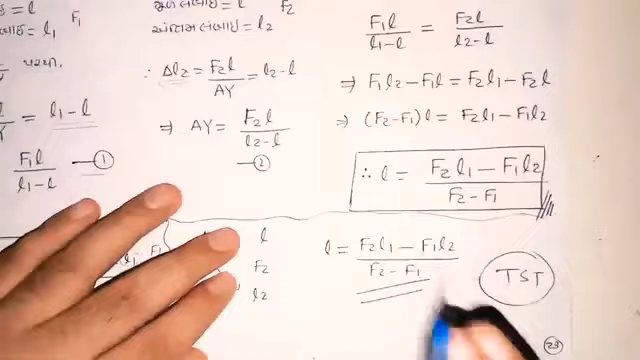 = l F₁
= l₁
પરથી,
= l₁ – l
F₁l / l₁–l —①
= l F₂
અંતિમ લંબાઈ = l₂
∴ Δl₂ = F₂l / AY = l₂–l
⇒ AY = F₂l / l₂–l
—②
F₁l / l₁–l = F₂l / l₂–l
⇒ F₁l₂ – F₁l = F₂l₁ – F₂l
⇒ (F₂–F₁)l = F₂l₁ – F₁l₂
∴ l = F₂l₁ – F₁l₂ / F₂ – F₁
l
F₂
l₂
l = F₂l₁ – F₁l₂ / F₂ – F₁
TST
23